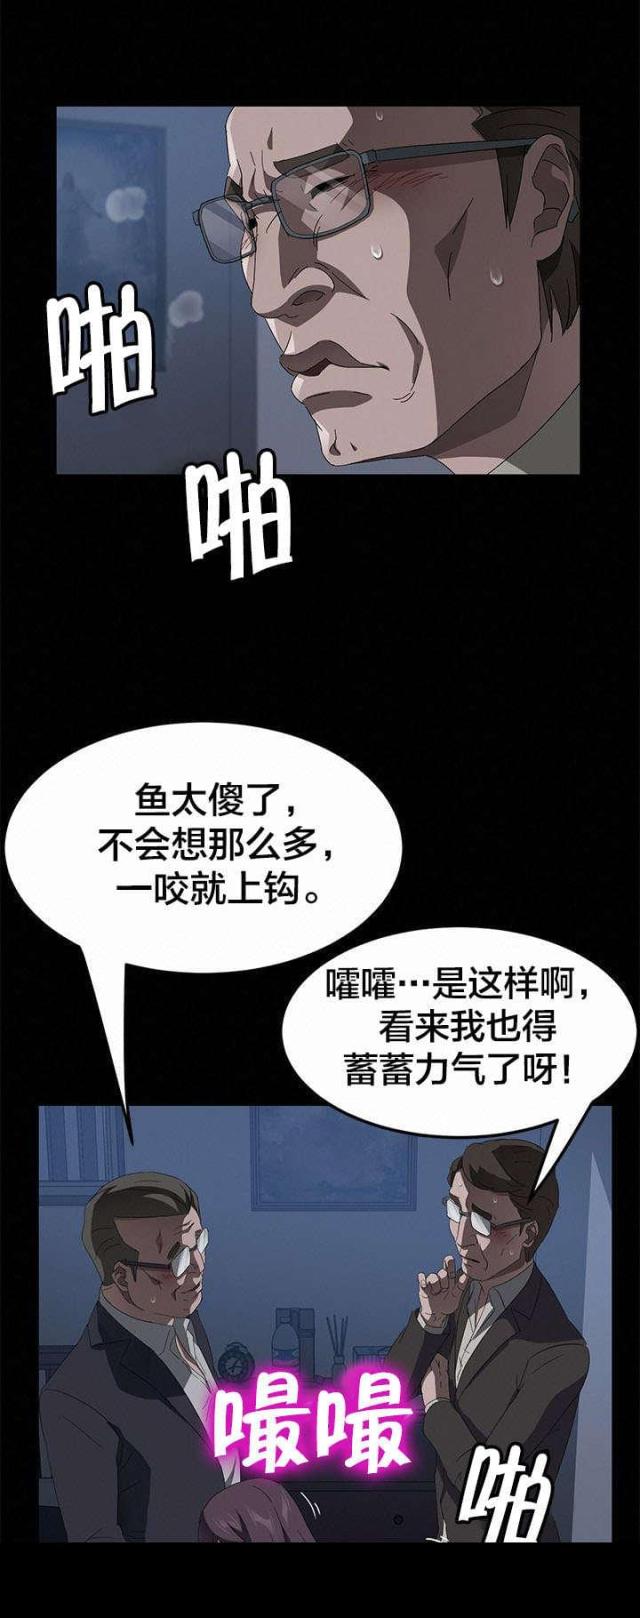 啪
啪
鱼太傻了，
不会想那么多，
一咬就上钩。
嚯嚯…是这样啊，
看来我也得
蓄蓄力气了呀！
嘬嘬
啪